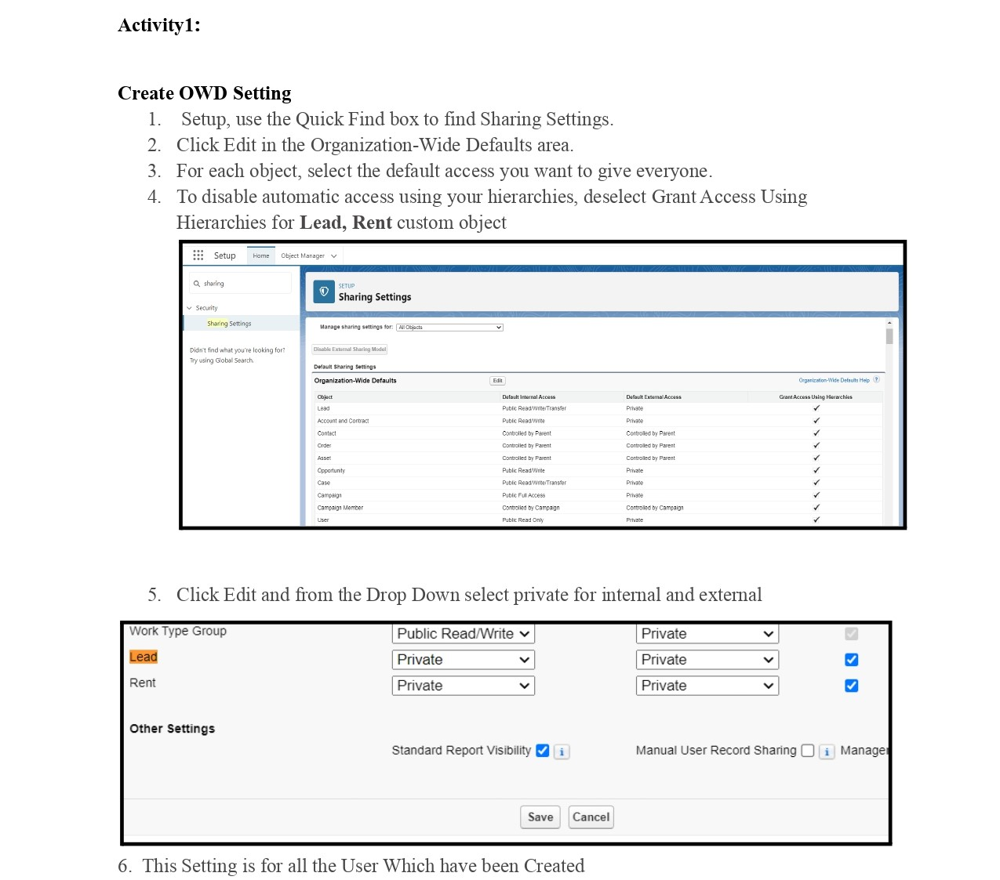 Activity1:
Create OWD Setting
1. Setup, use the Quick Find box to find Sharing Settings.
2. Click Edit in the Organization-Wide Defaults area.
3. For each object, select the default access you want to give everyone.
4. To disable automatic access using your hierarchies, deselect Grant Access Using
Hierarchies for Lead, Rent custom object
Setup Home Object Manager
sharing
Security
Sharing Settings
Didn't find what you're looking for?
Try using Global Search.
SETUP
Sharing Settings
Manage sharing settings for: All Objects
Disable External Sharing Model
Default Sharing Settings
Organization-Wide Defaults Edit Organization-Wide Defaults Help ?
Object Default Internal Access Default External Access Grant Access Using Hierarchies
Lead Public Read/Write/Transfer Private ✓
Account and Contract Public Read/Write Private ✓
Contact Controlled by Parent Controlled by Parent ✓
Order Controlled by Parent Controlled by Parent ✓
Asset Controlled by Parent Controlled by Parent ✓
Opportunity Public Read/Write Private ✓
Case Public Read/Write/Transfer Private ✓
Campaign Public Full Access Private ✓
Campaign Member Controlled by Campaign Controlled by Campaign ✓
User Public Read Only Private ✓
5. Click Edit and from the Drop Down select private for internal and external
Work Type Group Public Read/Write Private
Lead Private Private
Rent Private Private
Other Settings
Standard Report Visibility i Manual User Record Sharing i Manager
Save Cancel
6. This Setting is for all the User Which have been Created